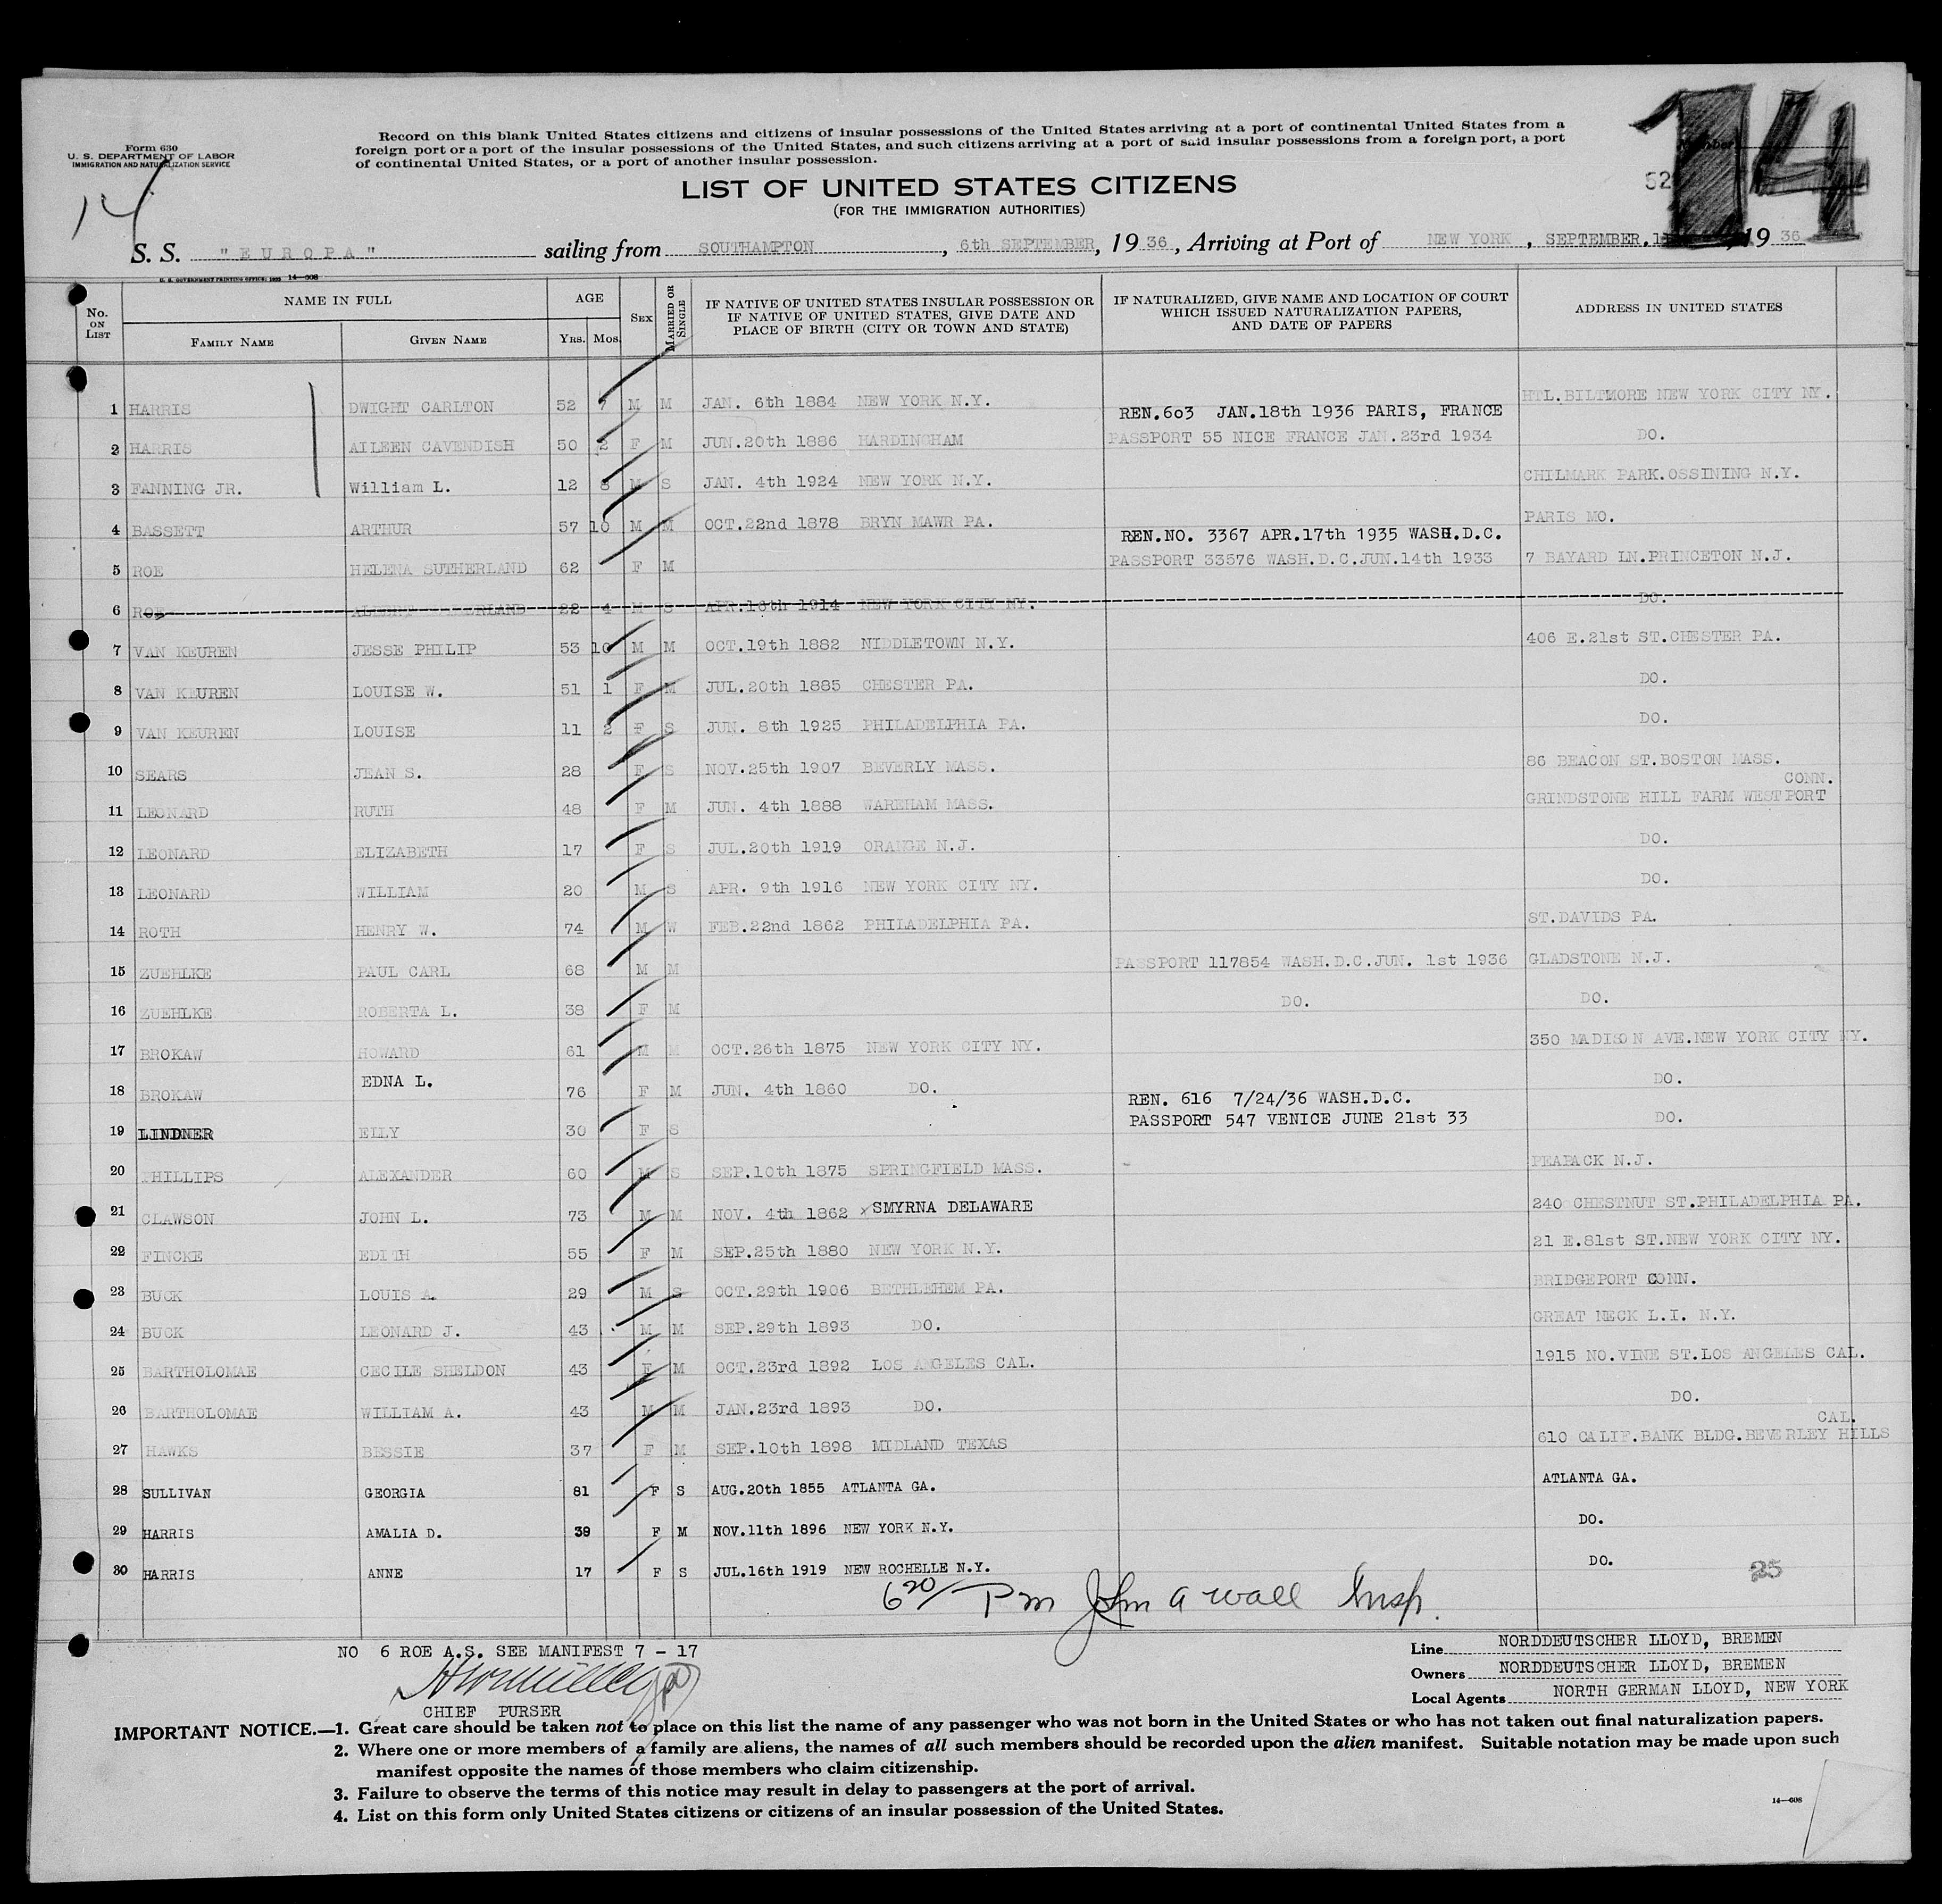 Form 630
U. S. DEPARTMENT OF LABOR
IMMIGRATION AND NATURALIZATION SERVICE
14
Record on this blank United States citizens and citizens of insular possessions of the United States arriving at a port of continental United States from a
foreign port or a port of the insular possessions of the United States, and such citizens arriving at a port of said insular possessions from a foreign port, a port
of continental United States, or a port of another insular possession.
14
52
LIST OF UNITED STATES CITIZENS
(FOR THE IMMIGRATION AUTHORITIES)
S. S. "EUROPA" sailing from SOUTHAMPTON, 6th SEPTEMBER, 19 36, Arriving at Port of NEW YORK, SEPTEMBER. 19 36
U. S. GOVERNMENT PRINTING OFFICE: 14—608
No. ON LIST NAME IN FULL FAMILY NAME GIVEN NAME AGE YRS. MOS. SEX MARRIED OR SINGLE IF NATIVE OF UNITED STATES INSULAR POSSESSION OR IF NATIVE OF UNITED STATES, GIVE DATE AND PLACE OF BIRTH (CITY OR TOWN AND STATE) IF NATURALIZED, GIVE NAME AND LOCATION OF COURT WHICH ISSUED NATURALIZATION PAPERS, AND DATE OF PAPERS ADDRESS IN UNITED STATES
1 HARRIS DWIGHT CARLTON 52 7 M M JAN. 6th 1884 NEW YORK N.Y. HTL.BILTMORE NEW YORK CITY NY.
REN.603 JAN.18th 1936 PARIS, FRANCE
2 HARRIS AILEEN CAVENDISH 50 2 F M JUN.20th 1886 HARDINGHAM PASSPORT 55 NICE FRANCE JAN.23rd 1934 DO.
3 FANNING JR. William L. 12 8 M S JAN. 4th 1924 NEW YORK N.Y. CHILMARK PARK.OSSINING N.Y.
4 BASSETT ARTHUR 57 10 M M OCT.22nd 1878 BRYN MAWR PA. PARIS MO.
REN.NO. 3367 APR.17th 1935 WASH.D.C.
5 ROE HELENA SUTHERLAND 62 F M PASSPORT 33576 WASH.D.C.JUN.14th 1933 7 BAYARD LN.PRINCETON N.J.
6 ROE 22 4 M S APR.16th 1914 NEW YORK CITY NY. DO.
7 VAN KEUREN JESSE PHILIP 53 10 M M OCT.19th 1882 NIDDLETOWN N.Y. 406 E.21st ST.CHESTER PA.
8 VAN KEUREN LOUISE W. 51 1 F M JUL.20th 1885 CHESTER PA. DO.
9 VAN KEUREN LOUISE 11 2 F S JUN. 8th 1925 PHILADELPHIA PA. DO.
10 SEARS JEAN S. 28 F S NOV.25th 1907 BEVERLY MASS. 86 BEACON ST.BOSTON MASS.
CONN.
11 LEONARD RUTH 48 F M JUN. 4th 1888 WAREHAM MASS. GRINDSTONE HILL FARM WESTPORT
12 LEONARD ELIZABETH 17 F S JUL.20th 1919 ORANGE N.J. DO.
13 LEONARD WILLIAM 20 M S APR. 9th 1916 NEW YORK CITY NY. DO.
14 ROTH HENRY W. 74 M W FEB.22nd 1862 PHILADELPHIA PA. ST.DAVIDS PA.
15 ZUEHLKE PAUL CARL 68 M M PASSPORT 117854 WASH.D.C.JUN. 1st 1936 GLADSTONE N.J.
16 ZUEHLKE ROBERTA L. 38 F M DO. DO.
17 BROKAW HOWARD 61 M M OCT.26th 1875 NEW YORK CITY NY. 350 MADISON AVE.NEW YORK CITY NY.
18 BROKAW EDNA L. 76 F M JUN. 4th 1860 DO. DO.
REN. 616 7/24/36 WASH.D.C.
19 LINDNER EILY 30 F S PASSPORT 547 VENICE JUNE 21st 33 DO.
20 PHILLIPS ALEXANDER 60 M S SEP.10th 1875 SPRINGFIELD MASS. PEAPACK N.J.
21 CLAWSON JOHN L. 73 M M NOV. 4th 1862 x SMYRNA DELAWARE 240 CHESTNUT ST.PHILADELPHIA PA.
22 FINCKE EDITH 55 F M SEP.25th 1880 NEW YORK N.Y. 21 E.81st ST.NEW YORK CITY NY.
23 BUCK LOUIS A. 29 M S OCT.29th 1906 BETHLEHEM PA. BRIDGEPORT CONN.
24 BUCK LEONARD J. 43 M M SEP.29th 1893 DO. GREAT NECK L.I. N.Y.
25 BARTHOLOMAE CECILE SHELDON 43 F M OCT.23rd 1892 LOS ANGELES CAL. 1915 NO.VINE ST.LOS ANGELES CAL.
26 BARTHOLOMAE WILLIAM A. 43 M M JAN.23rd 1893 DO. DO.
CAL.
27 HAWKS BESSIE 37 F M SEP.10th 1898 MIDLAND TEXAS 610 CALIF.BANK BLDG.BEVERLEY HILLS
28 SULLIVAN GEORGIA 81 F S AUG.20th 1855 ATLANTA GA. ATLANTA GA.
29 HARRIS AMALIA D. 39 F M NOV.11th 1896 NEW YORK N.Y. DO.
30 HARRIS ANNE 17 F S JUL.16th 1919 NEW ROCHELLE N.Y. DO.
25
6 20/ Pm John A Wall Insp.
NO 6 ROE A.S. SEE MANIFEST 7 - 17
CHIEF PURSER
Line NORDDEUTSCHER LLOYD, BREMEN
Owners NORDDEUTSCHER LLOYD, BREMEN
Local Agents NORTH GERMAN LLOYD, NEW YORK
IMPORTANT NOTICE.—1. Great care should be taken not to place on this list the name of any passenger who was not born in the United States or who has not taken out final naturalization papers.
2. Where one or more members of a family are aliens, the names of all such members should be recorded upon the alien manifest. Suitable notation may be made upon such
manifest opposite the names of those members who claim citizenship.
3. Failure to observe the terms of this notice may result in delay to passengers at the port of arrival.
4. List on this form only United States citizens or citizens of an insular possession of the United States.
14—608